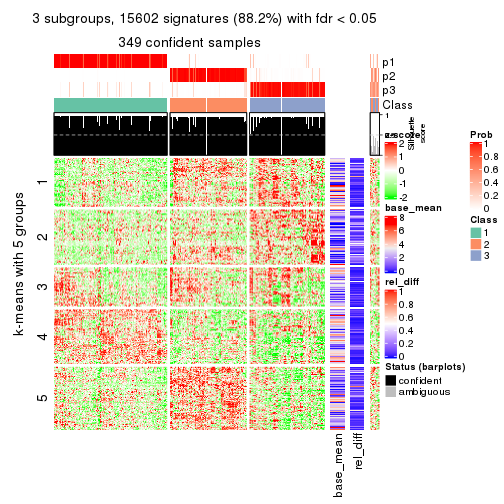 3 subgroups, 15602 signatures (88.2%) with fdr < 0.05
349 confident samples
p1
p2
p3
Class
1
Silhouette
score
z-score
2
1
0
-1
-2
base_mean
8
6
4
2
0
rel_diff
1
0.8
0.6
0.4
0.2
0
Status (barplots)
confident
ambiguous
Prob
1
0.8
0.6
0.4
0.2
0
Class
1
2
3
k-means with 5 groups
1
2
3
4
5
base_mean
rel_diff